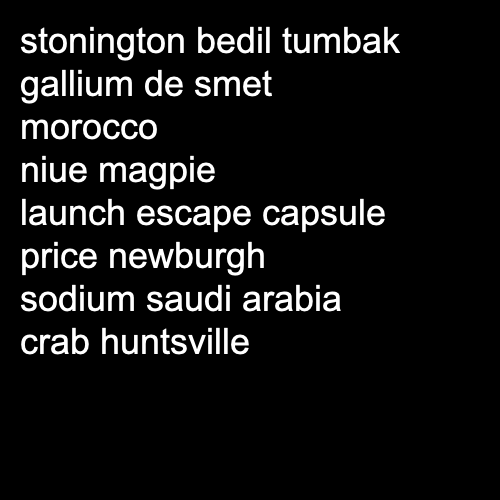 stonington bedil tumbak
gallium de smet
morocco
niue magpie
launch escape capsule
price newburgh
sodium saudi arabia
crab huntsville